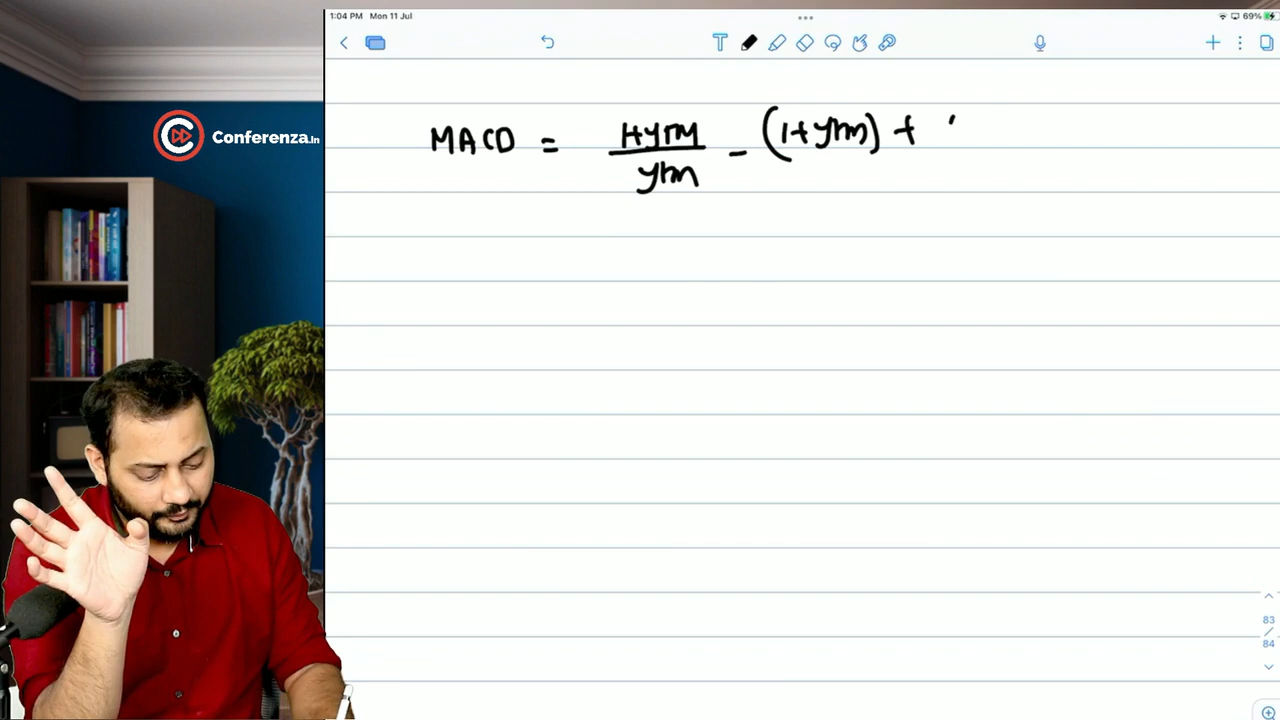 1:04 PM Mon 11 Jul
69%
Conferenza.in
MACD = 1+YTM / YTM - (1+YTM) +
83
84